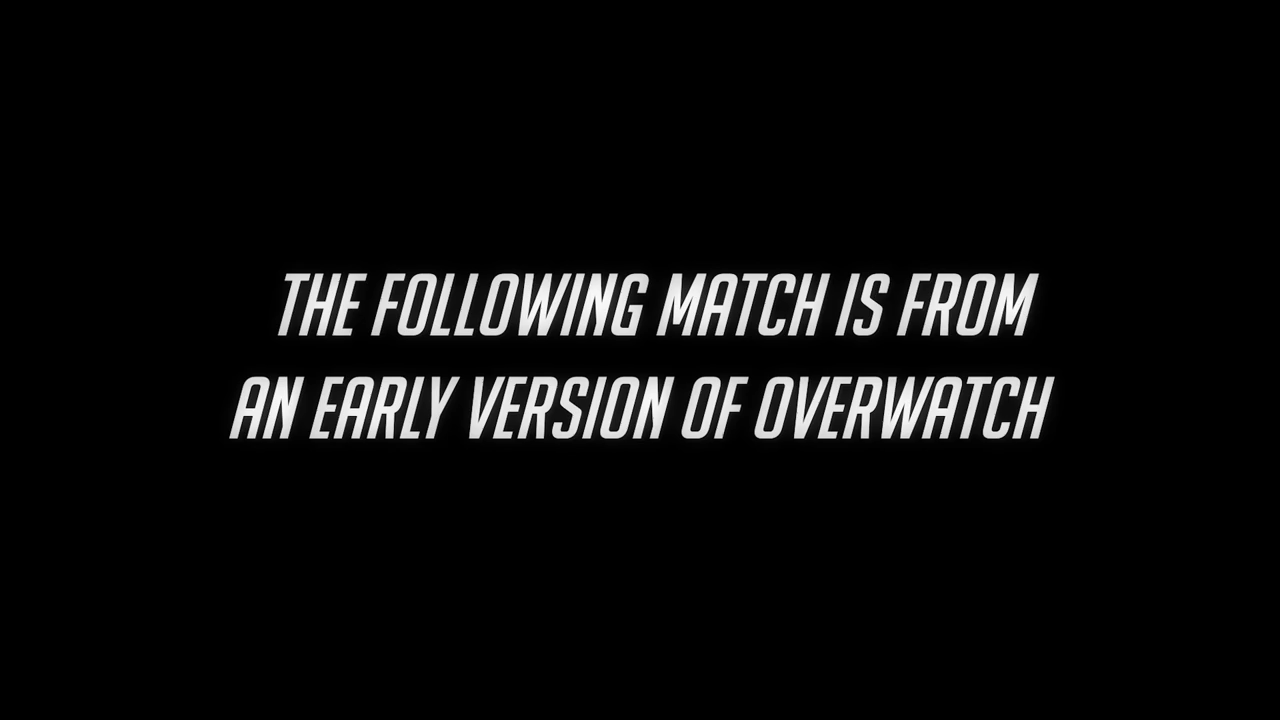 THE FOLLOWING MATCH IS FROM
AN EARLY VERSION OF OVERWATCH